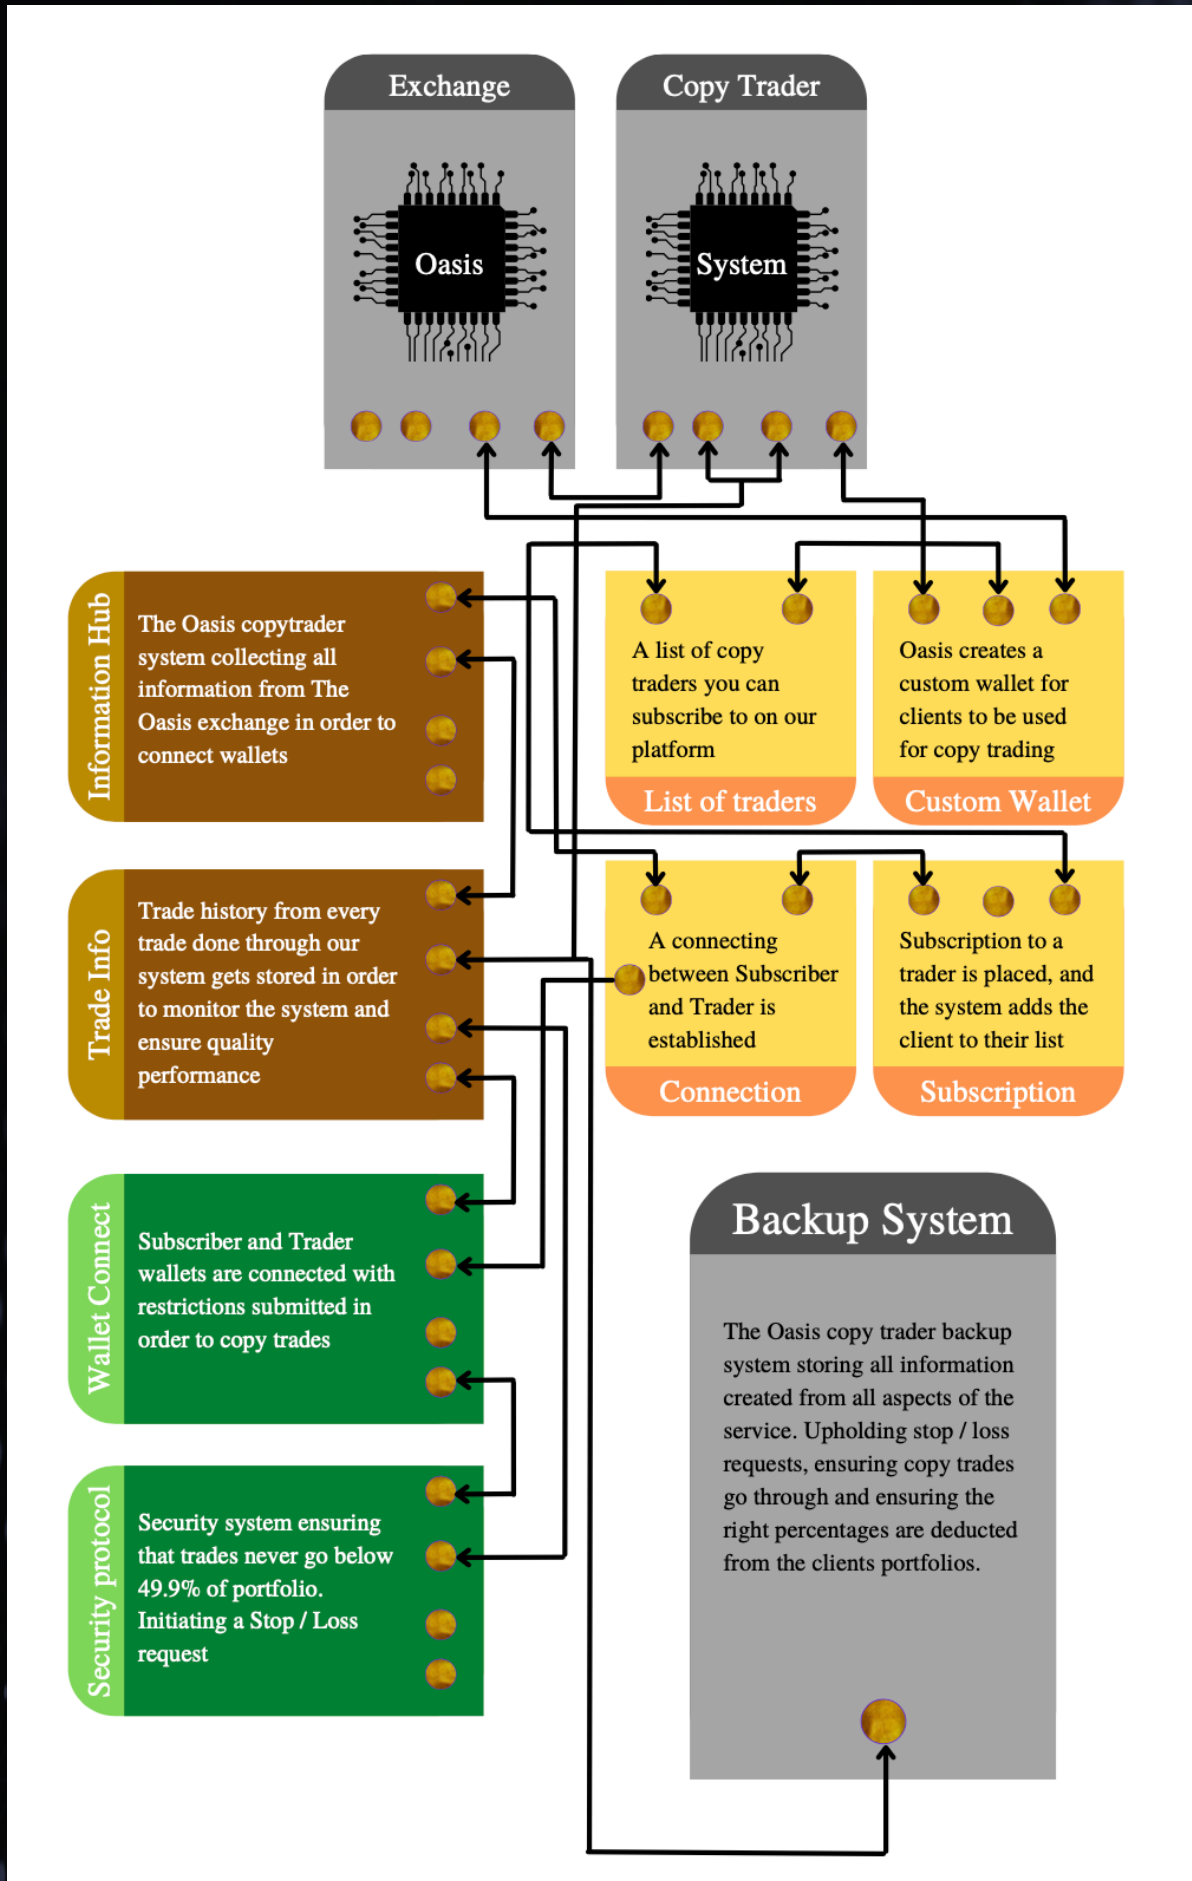 Exchange
Copy Trader
Oasis
System
Information Hub
The Oasis copytrader
system collecting all
information from The
Oasis exchange in order to
connect wallets
A list of copy
traders you can
subscribe to on our
platform
List of traders
Oasis creates a
custom wallet for
clients to be used
for copy trading
Custom Wallet
Trade Info
Trade history from every
trade done through our
system gets stored in order
to monitor the system and
ensure quality
performance
A connecting
between Subscriber
and Trader is
established
Connection
Subscription to a
trader is placed, and
the system adds the
client to their list
Subscription
Wallet Connect
Subscriber and Trader
wallets are connected with
restrictions submitted in
order to copy trades
Security protocol
Security system ensuring
that trades never go below
49.9% of portfolio.
Initiating a Stop / Loss
request
Backup System
The Oasis copy trader backup
system storing all information
created from all aspects of the
service. Upholding stop / loss
requests, ensuring copy trades
go through and ensuring the
right percentages are deducted
from the clients portfolios.